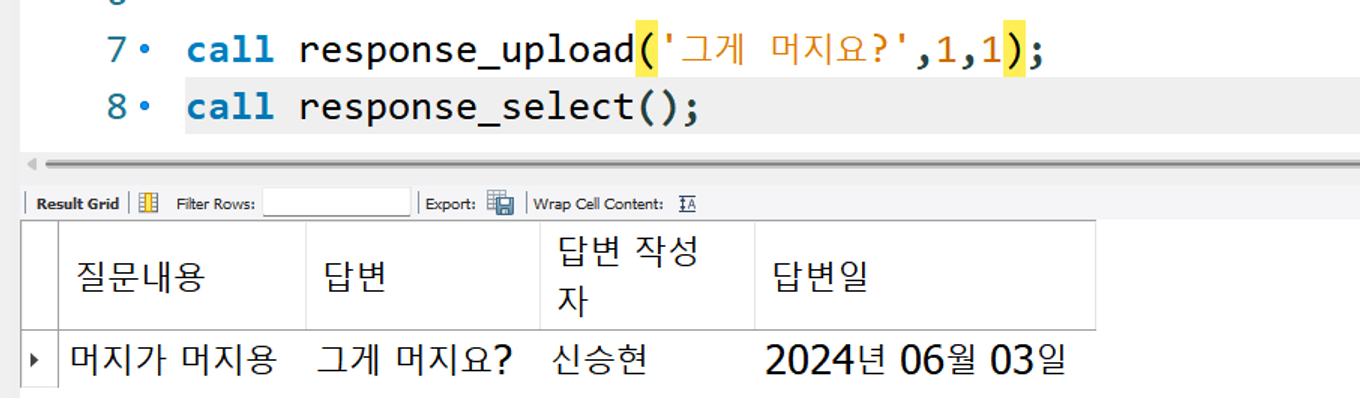 7 call response_upload('그게 머지요?',1,1);
8 call response_select();
Result Grid Filter Rows: Export: Wrap Cell Content:
질문내용 답변 답변 작성자 답변일
머지가 머지용 그게 머지요? 신승현 2024년 06월 03일